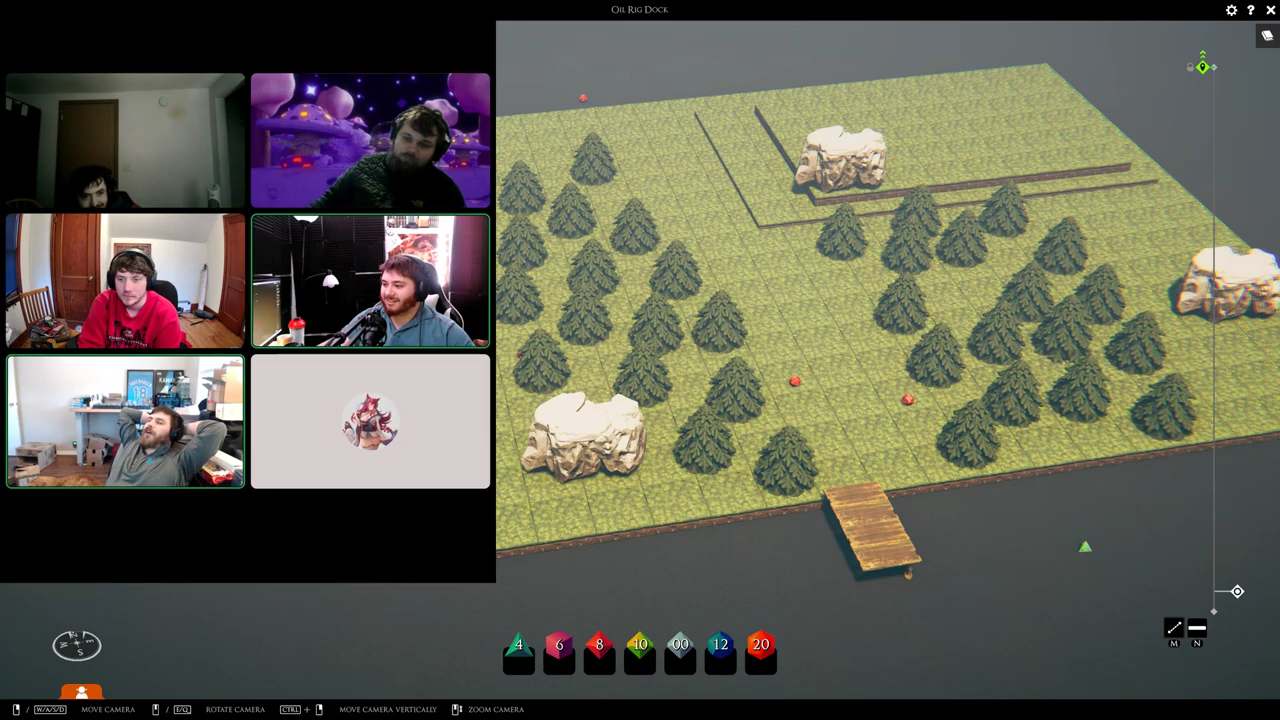 OIL RIG DOCK
?
4
6
8
10
00
12
20
M
N
S
W/A/S/D
/
MOVE CAMERA
/
E/Q
ROTATE CAMERA
CTRL +
MOVE CAMERA VERTICALLY
ZOOM CAMERA